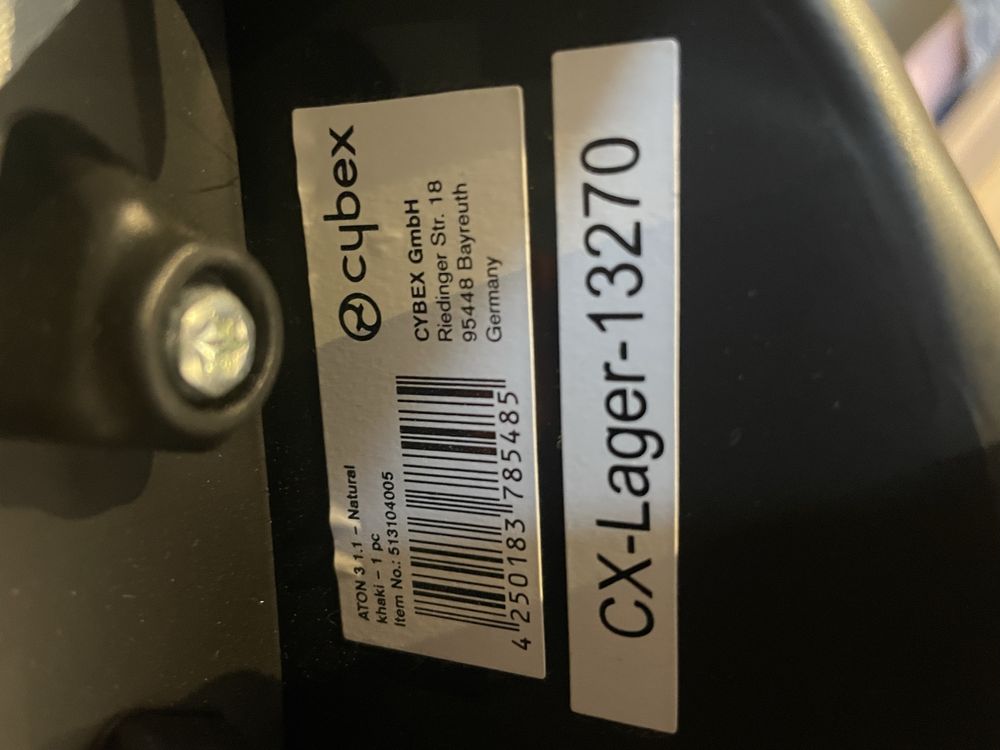 cybex
ATON 3 1.1 – Natural
khaki – 1 pc
Item No.: 513104005
4 250183 785485
CYBEX GmbH
Riedinger Str. 18
95448 Bayreuth
Germany
CX-Lager-13270